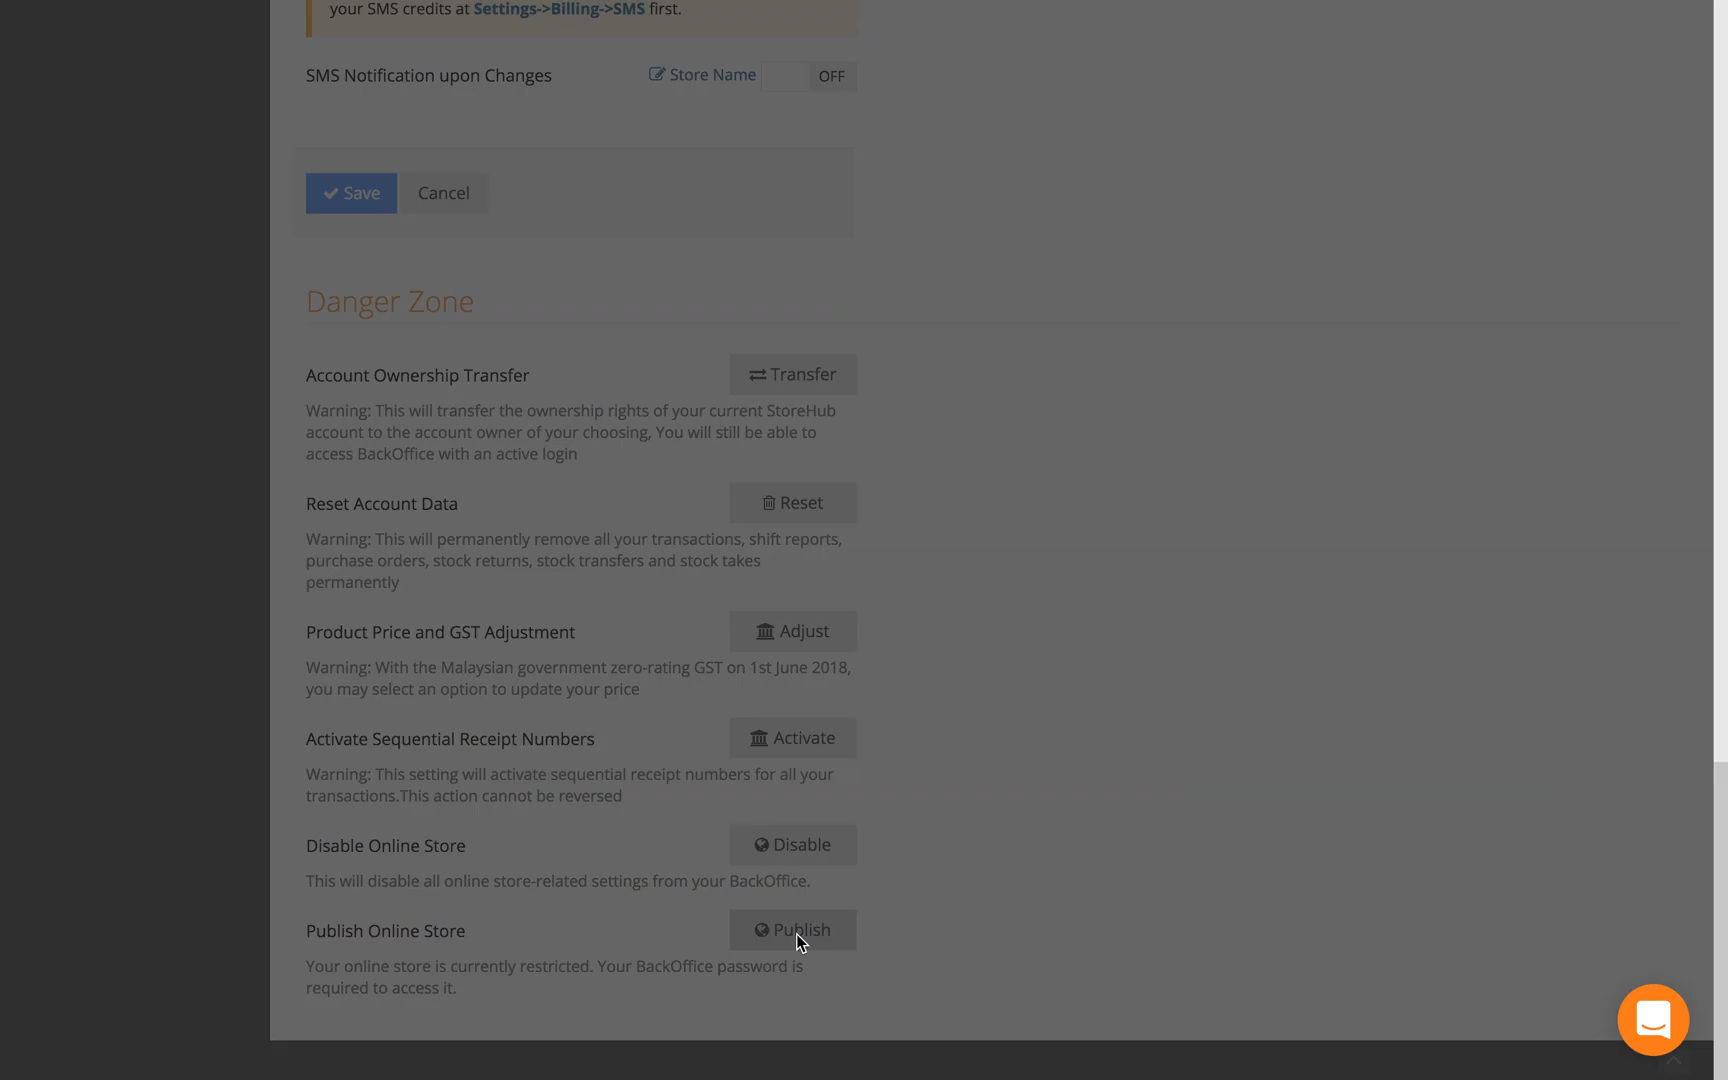 your SMS credits at Settings->Billing->SMS first.
SMS Notification upon Changes
Store Name
OFF
Save
Cancel
Danger Zone
Account Ownership Transfer
Transfer
Warning: This will transfer the ownership rights of your current StoreHub
account to the account owner of your choosing, You will still be able to
access BackOffice with an active login
Reset Account Data
Reset
Warning: This will permanently remove all your transactions, shift reports,
purchase orders, stock returns, stock transfers and stock takes
permanently
Product Price and GST Adjustment
Adjust
Warning: With the Malaysian government zero-rating GST on 1st June 2018,
you may select an option to update your price
Activate Sequential Receipt Numbers
Activate
Warning: This setting will activate sequential receipt numbers for all your
transactions.This action cannot be reversed
Disable Online Store
Disable
This will disable all online store-related settings from your BackOffice.
Publish Online Store
Publish
Your online store is currently restricted. Your BackOffice password is
required to access it.